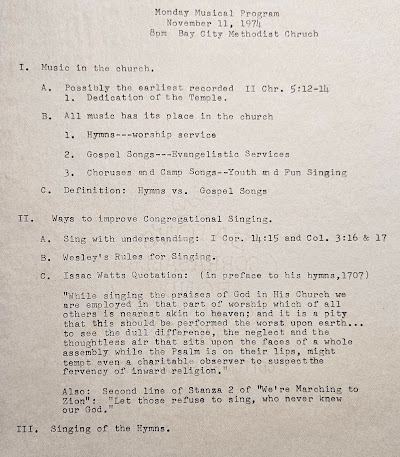 Monday Musical Program
November 11, 1974
8pm Bay City Methodist Chruch
I. Music in the church.
A. Possibly the earliest recorded II Chr. 5:12-14
1. Dedication of the Temple.
B. All music has its place in the church
1. Hymns---worship service
2. Gospel Songs---Evangelistic Services
3. Choruses end Camp Songs--Youth md Fun Singing
C. Definition: Hymns vs. Gospel Songs
II. Ways to improve Congregational Singing.
A. Sing with understanding: I Cor. 14:15 and Col. 3:16 & 17
B. Wesley's Rules for Singing.
C. Issac Watts Quotation: (in preface to his hymns,1707)
"While singing the praises of God in His Church we
are employed in that part of worship which of all
others is nearest akin to heaven; and it is a pity
that this should be performed the worst upon earth...
to see the dull difference, the neglect and the
thoughtless air that sits upon the faces of a whole
assembly while the Psalm is on their lips, might
tempt even a charitable observer to suspectthe
fervency of inward religion."
Also: Second line of Stanza 2 of "We're Marching to
Zion": "Let those refuse to sing, who never knew
our God."
III. Singing of the Hymns.